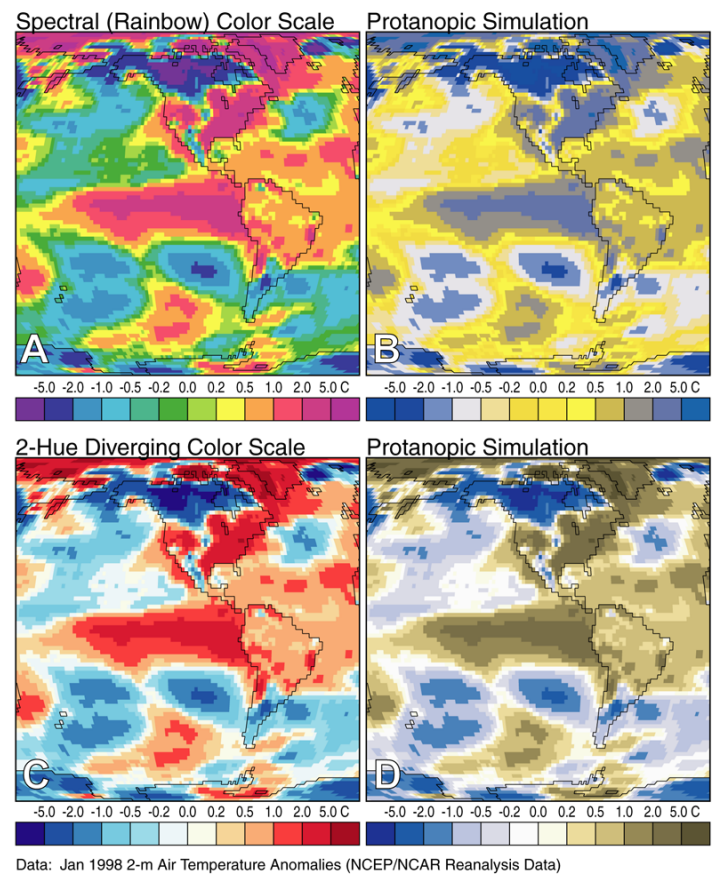 Spectral (Rainbow) Color Scale
Protanopic Simulation
A
B
-5.0 -2.0 -1.0 -0.5 -0.2 0.0 0.2 0.5 1.0 2.0 5.0 C
-5.0 -2.0 -1.0 -0.5 -0.2 0.0 0.2 0.5 1.0 2.0 5.0 C
2-Hue Diverging Color Scale
Protanopic Simulation
C
D
-5.0 -2.0 -1.0 -0.5 -0.2 0.0 0.2 0.5 1.0 2.0 5.0 C
-5.0 -2.0 -1.0 -0.5 -0.2 0.0 0.2 0.5 1.0 2.0 5.0 C
Data: Jan 1998 2-m Air Temperature Anomalies (NCEP/NCAR Reanalysis Data)